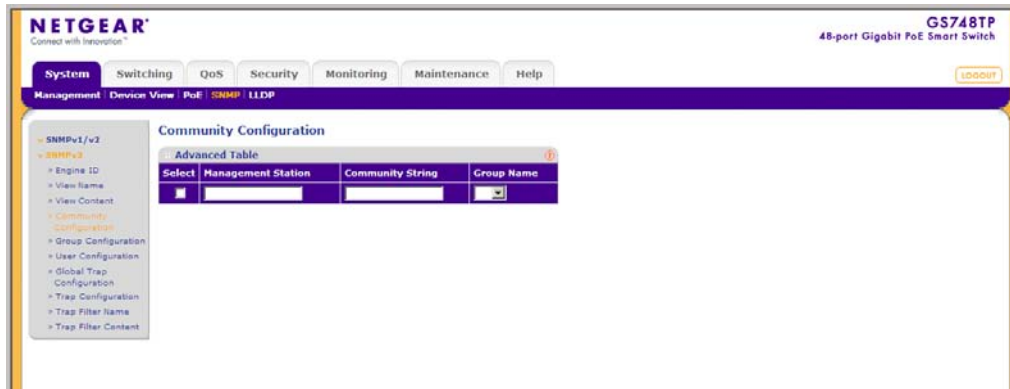 NETGEAR
Connect with Innovation™
GS748TP
48-port Gigabit PoE Smart Switch
System Switching QoS Security Monitoring Maintenance Help
LOGOUT
Management Device View PoE SNMP LLDP
SNMPv1/v2
SNMPv3
Engine ID
View Name
View Content
Community
Configuration
Group Configuration
User Configuration
Global Trap
Configuration
Trap Configuration
Trap Filter Name
Trap Filter Content
Community Configuration
Advanced Table
Select Management Station Community String Group Name